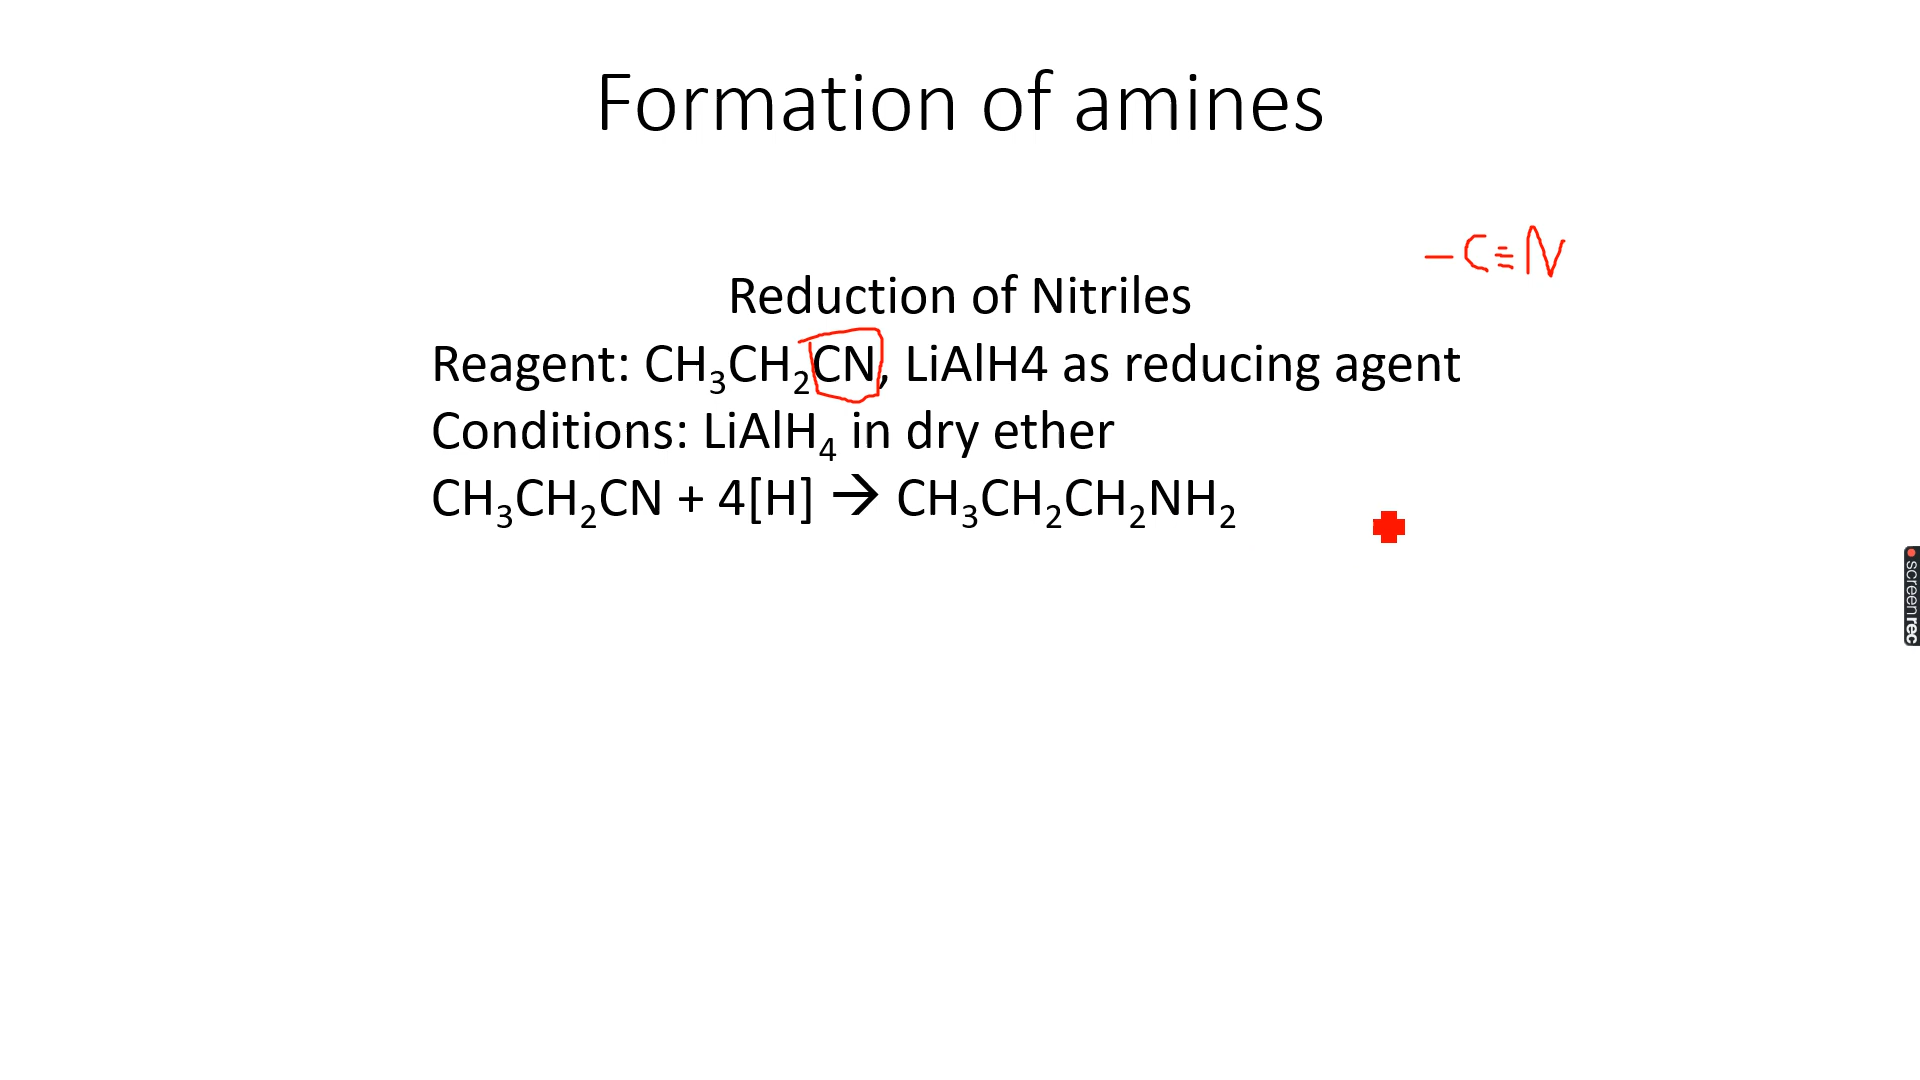 Formation of amines
–C≡N
Reduction of Nitriles
Reagent: CH₃CH₂CN, LiAlH4 as reducing agent
Conditions: LiAlH₄ in dry ether
CH₃CH₂CN + 4[H] → CH₃CH₂CH₂NH₂
screenrec